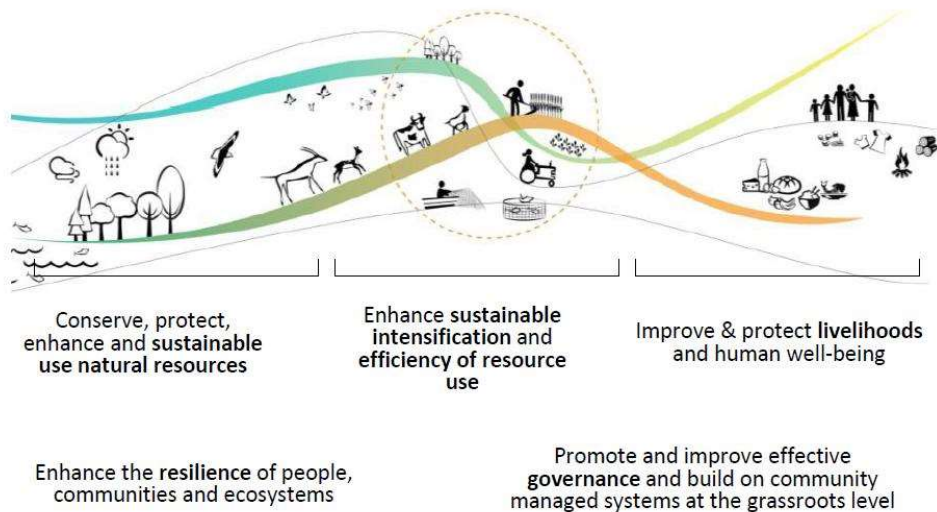 Conserve, protect,
enhance and sustainable
use natural resources
Enhance sustainable
intensification and
efficiency of resource
use
Improve & protect livelihoods
and human well-being
Enhance the resilience of people,
communities and ecosystems
Promote and improve effective
governance and build on community
managed systems at the grassroots level